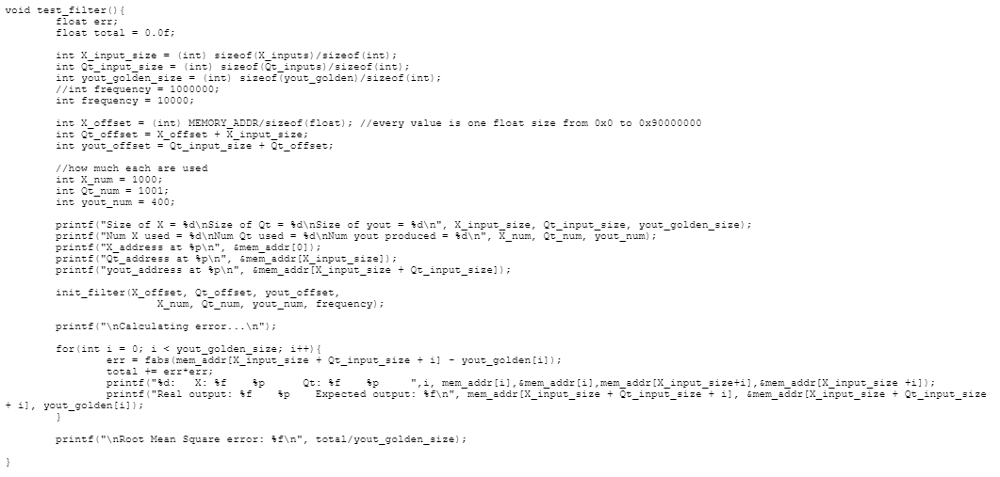 void test_filter(){
        float err;
        float total = 0.0f;

        int X_input_size = (int) sizeof(X_inputs)/sizeof(int);
        int Qt_input_size = (int) sizeof(Qt_inputs)/sizeof(int);
        int yout_golden_size = (int) sizeof(yout_golden)/sizeof(int);
        //int frequency = 1000000;
        int frequency = 10000;

        int X_offset = (int) MEMORY_ADDR/sizeof(float); //every value is one float size from 0x0 to 0x90000000
        int Qt_offset = X_offset + X_input_size;
        int yout_offset = Qt_input_size + Qt_offset;

        //how much each are used
        int X_num = 1000;
        int Qt_num = 1001;
        int yout_num = 400;

        printf("Size of X = %d\nSize of Qt = %d\nSize of yout = %d\n", X_input_size, Qt_input_size, yout_golden_size);
        printf("Num X used = %d\nNum Qt used = %d\nNum yout produced = %d\n", X_num, Qt_num, yout_num);
        printf("X_address at %p\n", &mem_addr[0]);
        printf("Qt_address at %p\n", &mem_addr[X_input_size]);
        printf("yout_address at %p\n", &mem_addr[X_input_size + Qt_input_size]);

        init_filter(X_offset, Qt_offset, yout_offset,
                        X_num, Qt_num, yout_num, frequency);

        printf("\nCalculating error...\n");

        for(int i = 0; i < yout_golden_size; i++){
                err = fabs(mem_addr[X_input_size + Qt_input_size + i] - yout_golden[i]);
                total += err*err;
                printf("%d:   X: %f    %p      Qt: %f    %p     ",i, mem_addr[i],&mem_addr[i],mem_addr[X_input_size+i],&mem_addr[X_input_size +i]);
                printf("Real output: %f    %p    Expected output: %f\n", mem_addr[X_input_size + Qt_input_size + i], &mem_addr[X_input_size + Qt_input_size
+ i], yout_golden[i]);
        }

        printf("\nRoot Mean Square error: %f\n", total/yout_golden_size);

}